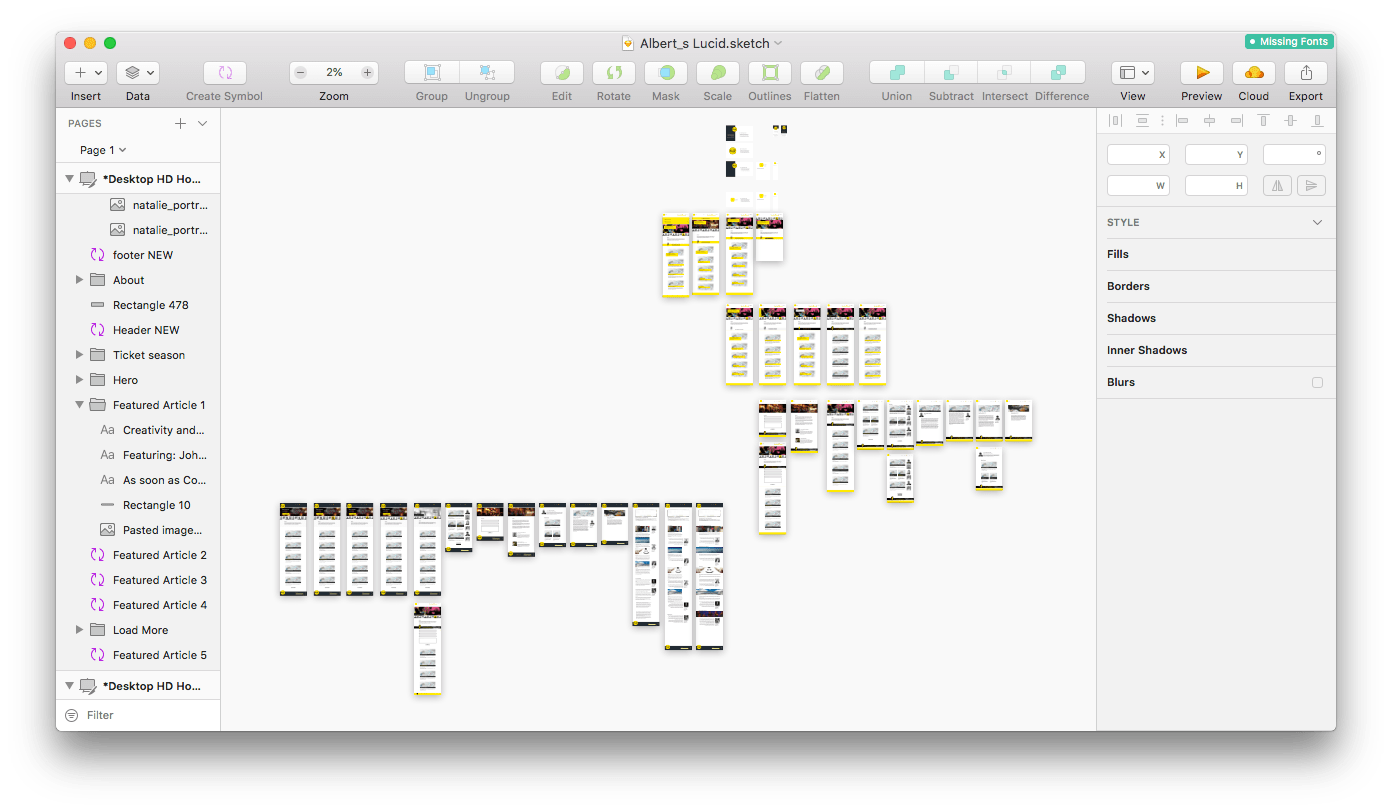 Albert_s Lucid.sketch
Missing Fonts
2%
Insert
Data
Create Symbol
Zoom
Group
Ungroup
Edit
Rotate
Mask
Scale
Outlines
Flatten
Union
Subtract
Intersect
Difference
View
Preview
Cloud
Export
PAGES
Page 1
*Desktop HD Ho...
natalie_portr...
natalie_portr...
footer NEW
About
Rectangle 478
Header NEW
Ticket season
Hero
Featured Article 1
Aa Creativity and...
Aa Featuring: Joh...
Aa As soon as Co...
Rectangle 10
Pasted image...
Featured Article 2
Featured Article 3
Featured Article 4
Load More
Featured Article 5
*Desktop HD Ho...
Filter
X
Y
°
W
H
STYLE
Fills
Borders
Shadows
Inner Shadows
Blurs